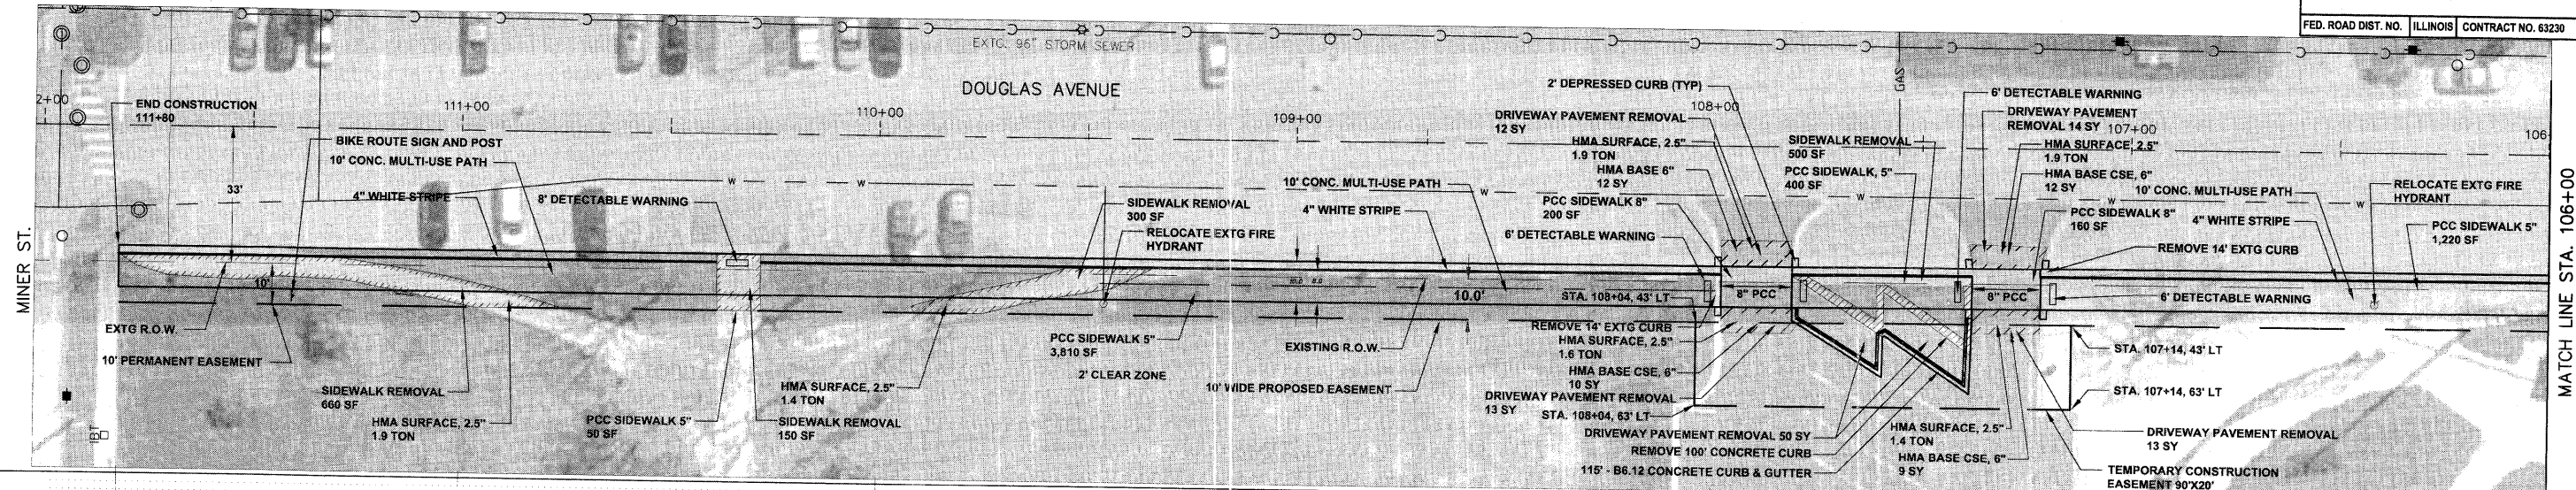 FED. ROAD DIST. NO. ILLINOIS CONTRACT NO. 63230
EXTG. 96" STORM SEWER
DOUGLAS AVENUE
2+00
111+00
110+00
109+00
108+00
107+00
106
GAS
END CONSTRUCTION
111+80
BIKE ROUTE SIGN AND POST
10' CONC. MULTI-USE PATH
4" WHITE STRIPE
33'
10'
MINER ST.
EXTG R.O.W.
10' PERMANENT EASEMENT
SIDEWALK REMOVAL
660 SF
HMA SURFACE, 2.5"
1.9 TON
IBT
8' DETECTABLE WARNING
W
W
PCC SIDEWALK 5"
50 SF
HMA SURFACE, 2.5"
1.4 TON
SIDEWALK REMOVAL
150 SF
SIDEWALK REMOVAL
300 SF
RELOCATE EXTG FIRE
HYDRANT
PCC SIDEWALK 5"
3,810 SF
2' CLEAR ZONE
10' CONC. MULTI-USE PATH
4" WHITE STRIPE
10.0'
W
EXISTING R.O.W.
10' WIDE PROPOSED EASEMENT
2' DEPRESSED CURB (TYP)
DRIVEWAY PAVEMENT REMOVAL
12 SY
HMA SURFACE, 2.5"
1.9 TON
HMA BASE 6"
12 SY
PCC SIDEWALK 8"
200 SF
6' DETECTABLE WARNING
STA. 108+04, 43' LT
8" PCC
REMOVE 14' EXTG CURB
HMA SURFACE, 2.5"
1.6 TON
HMA BASE CSE, 6"
10 SY
DRIVEWAY PAVEMENT REMOVAL
13 SY
STA. 108+04, 63' LT
DRIVEWAY PAVEMENT REMOVAL 50 SY
REMOVE 100' CONCRETE CURB
115' - B6.12 CONCRETE CURB & GUTTER
SIDEWALK REMOVAL
500 SF
PCC SIDEWALK, 5"
400 SF
W
6' DETECTABLE WARNING
DRIVEWAY PAVEMENT
REMOVAL 14 SY
HMA SURFACE, 2.5"
1.9 TON
HMA BASE CSE, 6"
12 SY
W
PCC SIDEWALK 8"
160 SF
8" PCC
REMOVE 14' EXTG CURB
10' CONC. MULTI-USE PATH
4" WHITE STRIPE
W
RELOCATE EXTG FIRE
HYDRANT
PCC SIDEWALK 5"
1,220 SF
6' DETECTABLE WARNING
STA. 107+14, 43' LT
STA. 107+14, 63' LT
HMA SURFACE, 2.5"
1.4 TON
HMA BASE CSE, 6"
9 SY
DRIVEWAY PAVEMENT REMOVAL
13 SY
TEMPORARY CONSTRUCTION
EASEMENT 90'X20'
MATCH LINE STA. 106+00